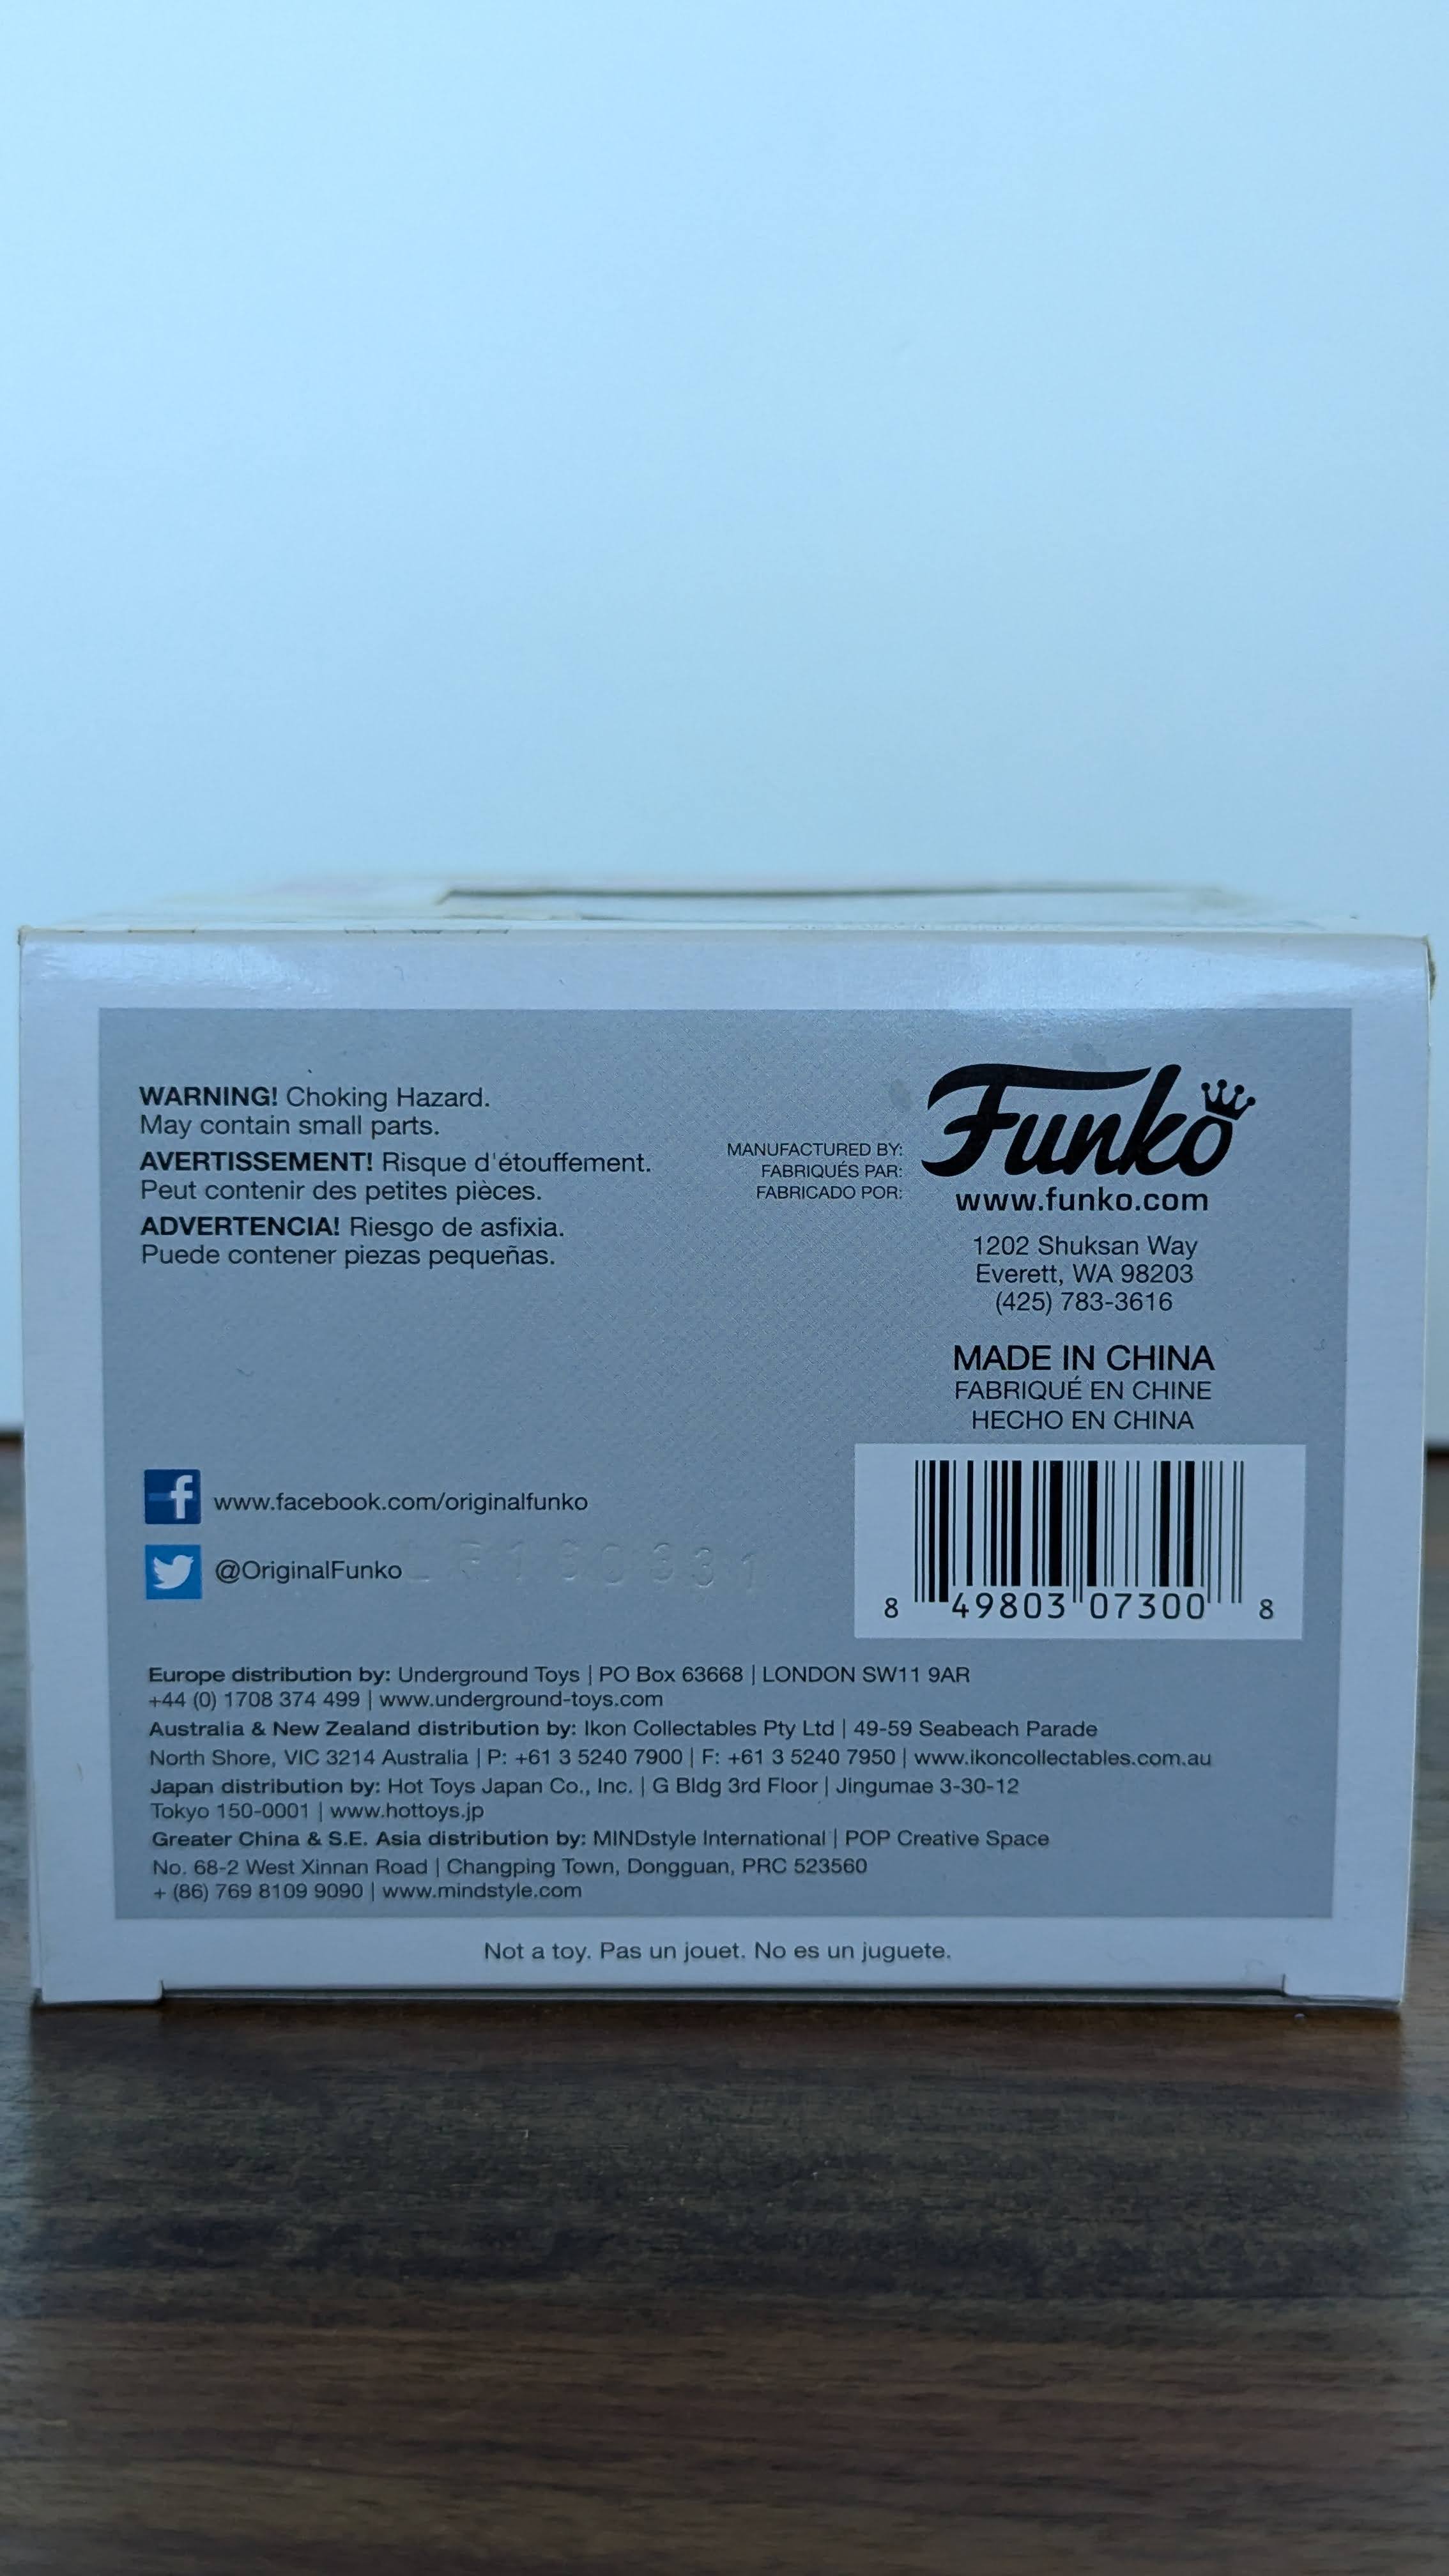 WARNING! Choking Hazard.
May contain small parts.
AVERTISSEMENT! Risque d'étouffement.
Peut contenir des petites pièces.
ADVERTENCIA! Riesgo de asfixia.
Puede contener piezas pequeñas.
MANUFACTURED BY:
FABRIQUÉS PAR:
FABRICADO POR:
Funko
www.funko.com
1202 Shuksan Way
Everett, WA 98203
(425) 783-3616
MADE IN CHINA
FABRIQUÉ EN CHINE
HECHO EN CHINA
f www.facebook.com/originalfunko
@OriginalFunko
8 49803 07300 8
Europe distribution by: Underground Toys | PO Box 63668 | LONDON SW11 9AR
+44 (0) 1708 374 499 | www.underground-toys.com
Australia & New Zealand distribution by: Ikon Collectables Pty Ltd | 49-59 Seabeach Parade
North Shore, VIC 3214 Australia | P: +61 3 5240 7900 | F: +61 3 5240 7950 | www.ikoncollectables.com.au
Japan distribution by: Hot Toys Japan Co., Inc. | G Bldg 3rd Floor | Jingumae 3-30-12
Tokyo 150-0001 | www.hottoys.jp
Greater China & S.E. Asia distribution by: MINDstyle International | POP Creative Space
No. 68-2 West Xinnan Road | Changping Town, Dongguan, PRC 523560
+ (86) 769 8109 9090 | www.mindstyle.com
Not a toy. Pas un jouet. No es un juguete.